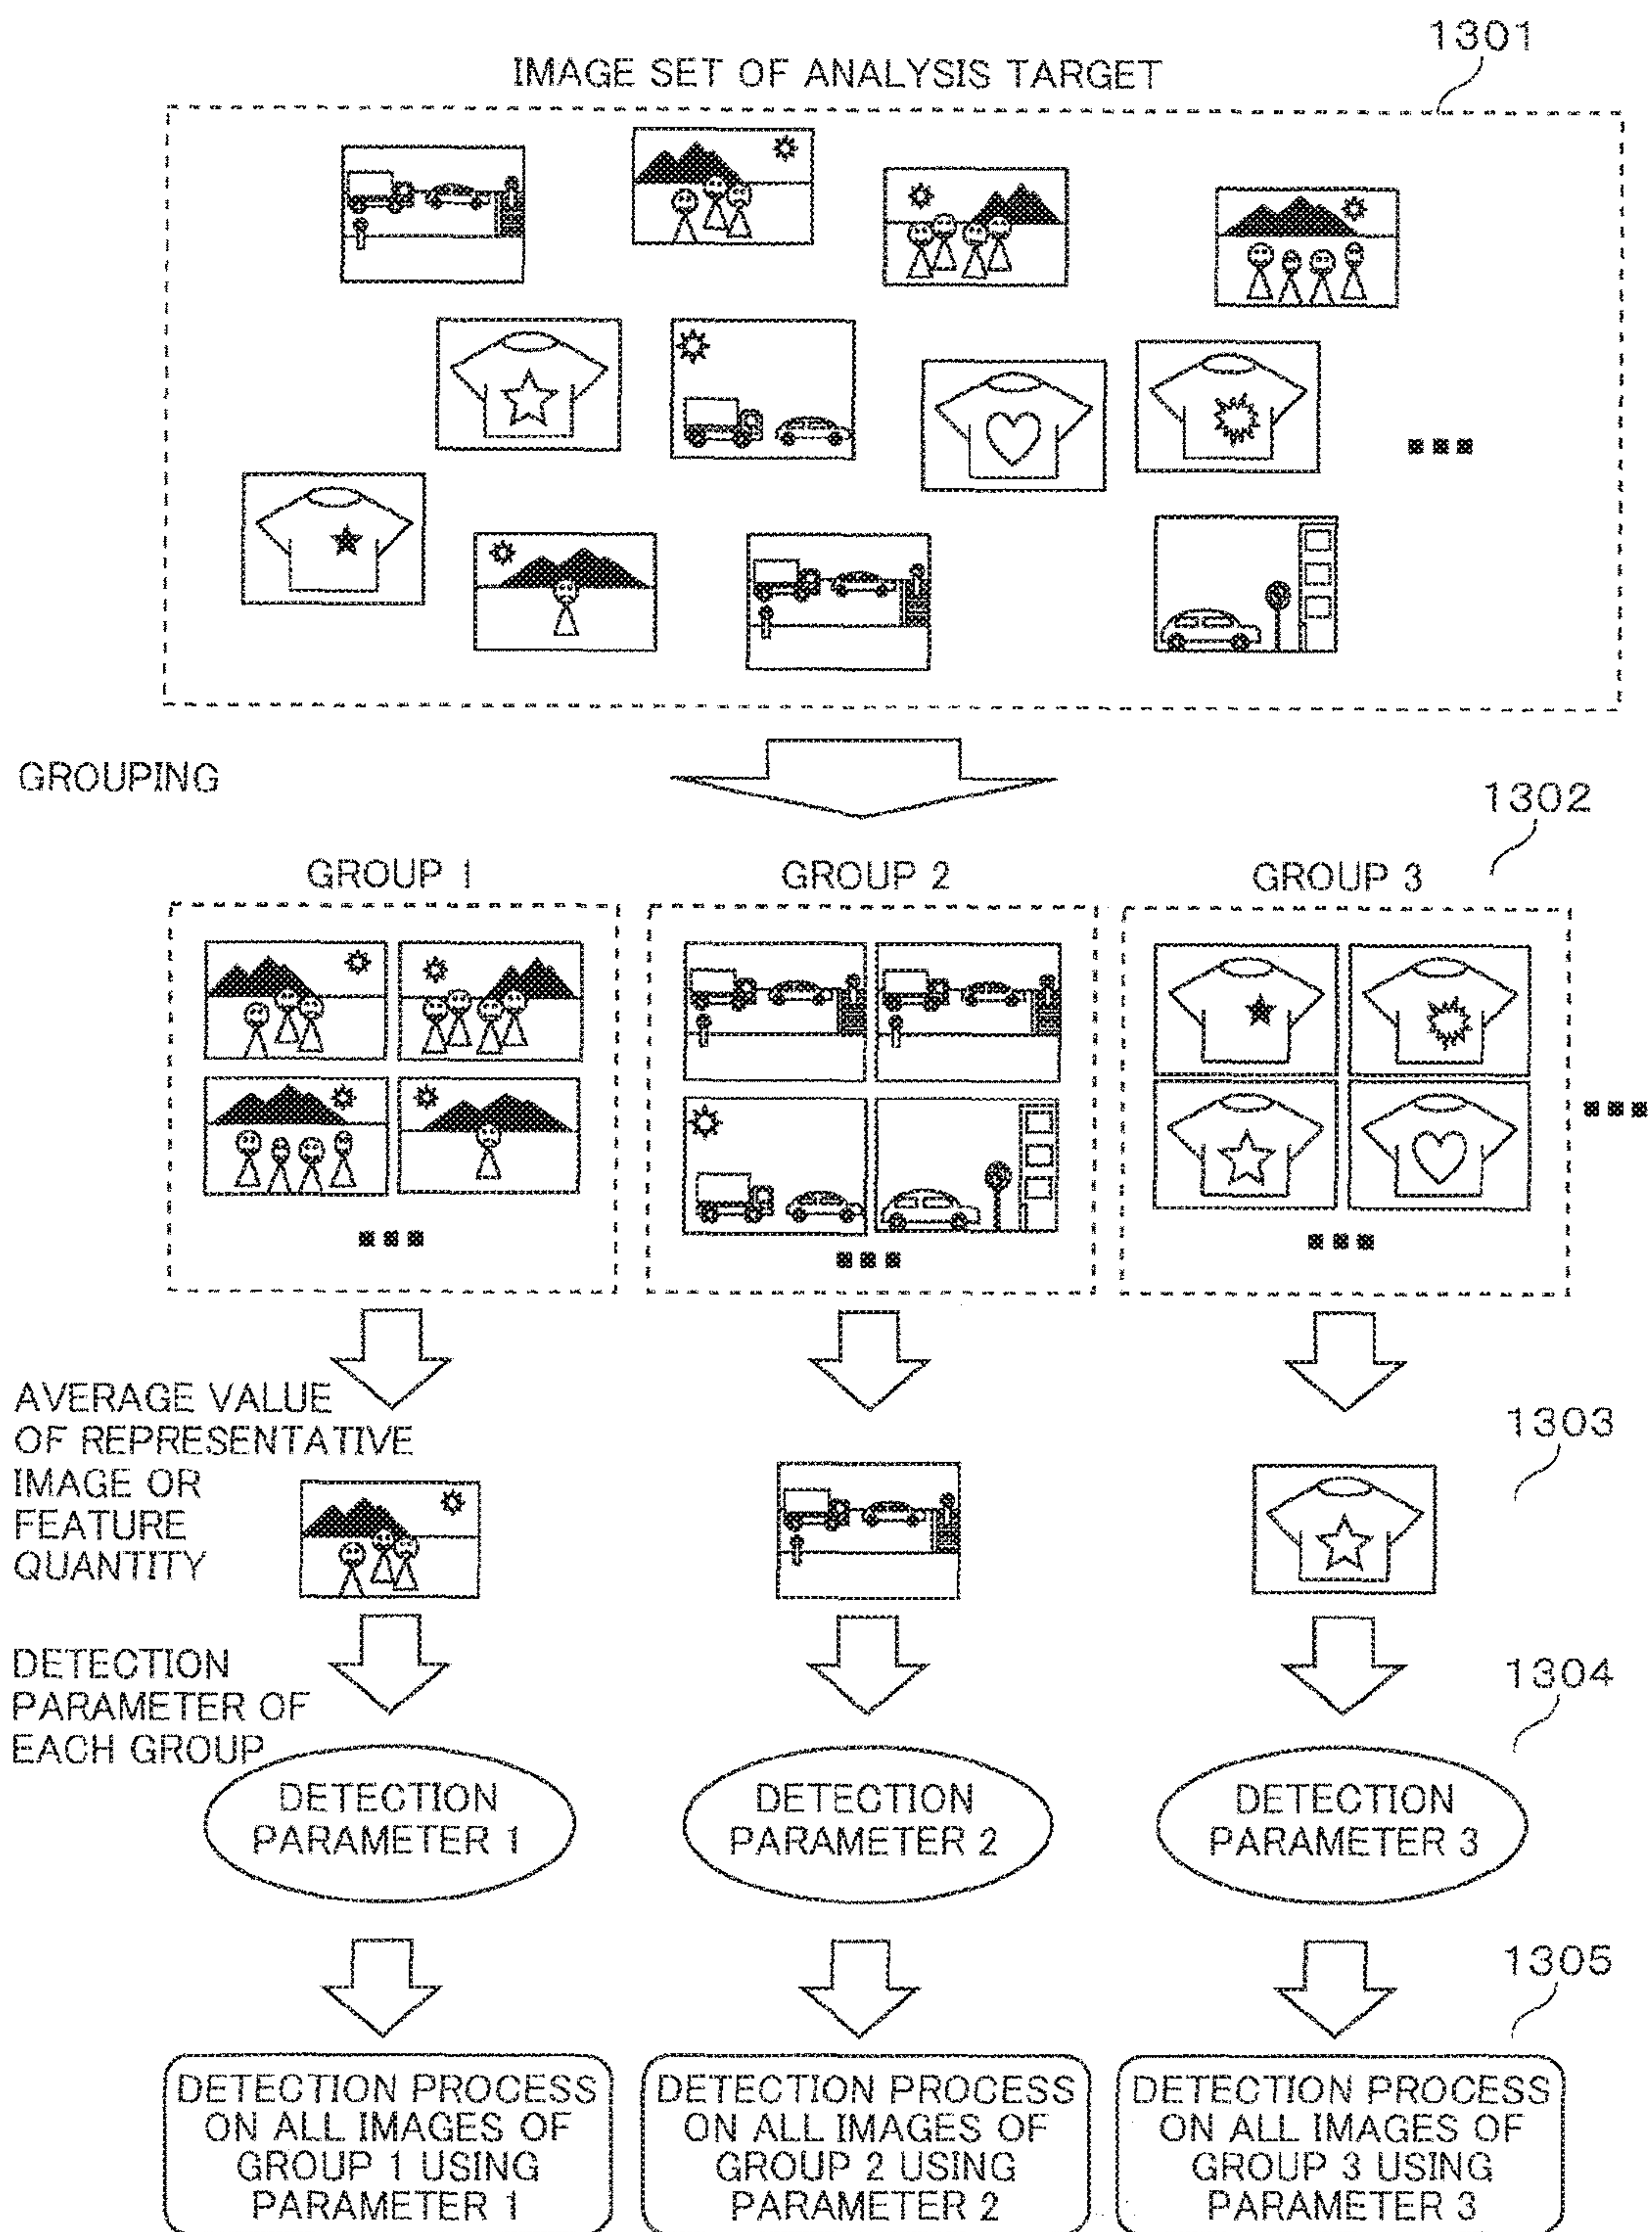 1301
IMAGE SET OF ANALYSIS TARGET
GROUPING
1302
GROUP 1
GROUP 2
GROUP 3
AVERAGE VALUE
OF REPRESENTATIVE
IMAGE OR
FEATURE
QUANTITY
1303
DETECTION
PARAMETER OF
EACH GROUP
1304
DETECTION
PARAMETER 1
DETECTION
PARAMETER 2
DETECTION
PARAMETER 3
1305
DETECTION PROCESS
ON ALL IMAGES OF
GROUP 1 USING
PARAMETER 1
DETECTION PROCESS
ON ALL IMAGES OF
GROUP 2 USING
PARAMETER 2
DETECTION PROCESS
ON ALL IMAGES OF
GROUP 3 USING
PARAMETER 3